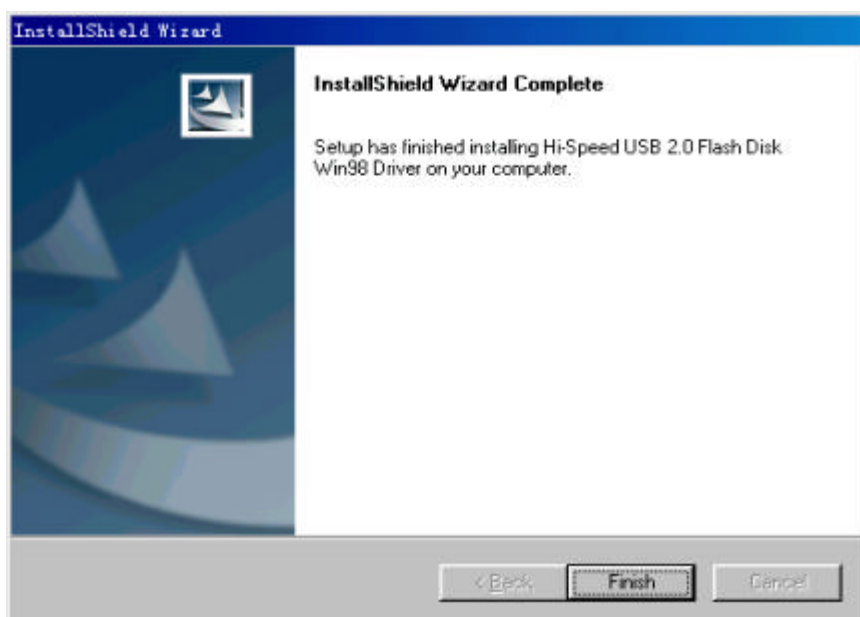 InstallShield Wizard
InstallShield Wizard Complete
Setup has finished installing Hi-Speed USB 2.0 Flash Disk
Win98 Driver on your computer.
< Back
Finish
Cancel